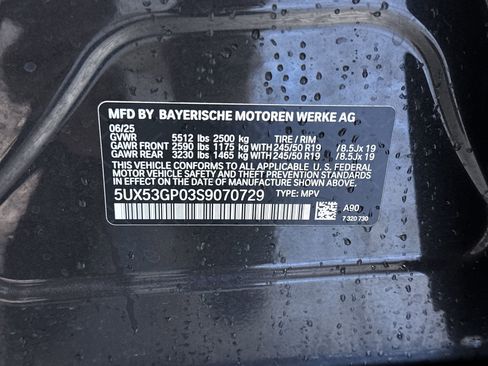 MFD BY BAYERISCHE MOTOREN WERKE AG
06/25
GVWR 5512 lbs 2500 kg TIRE / RIM
GAWR FRONT 2590 lbs 1175 kg WITH 245/50 R19 / 8.5Jx 19
GAWR REAR 3230 lbs 1465 kg WITH 245/50 R19 / 8.5Jx 19
THIS VEHICLE CONFORMS TO ALL APPLICABLE U. S. FEDERAL
MOTOR VEHICLE SAFETY AND THEFT PREVENTION STANDARDS
IN EFFECT ON THE DATE OF MANUFACTURE SHOWN ABOVE.
5UX53GP03S9070729 TYPE: MPV
A90
7 320 730